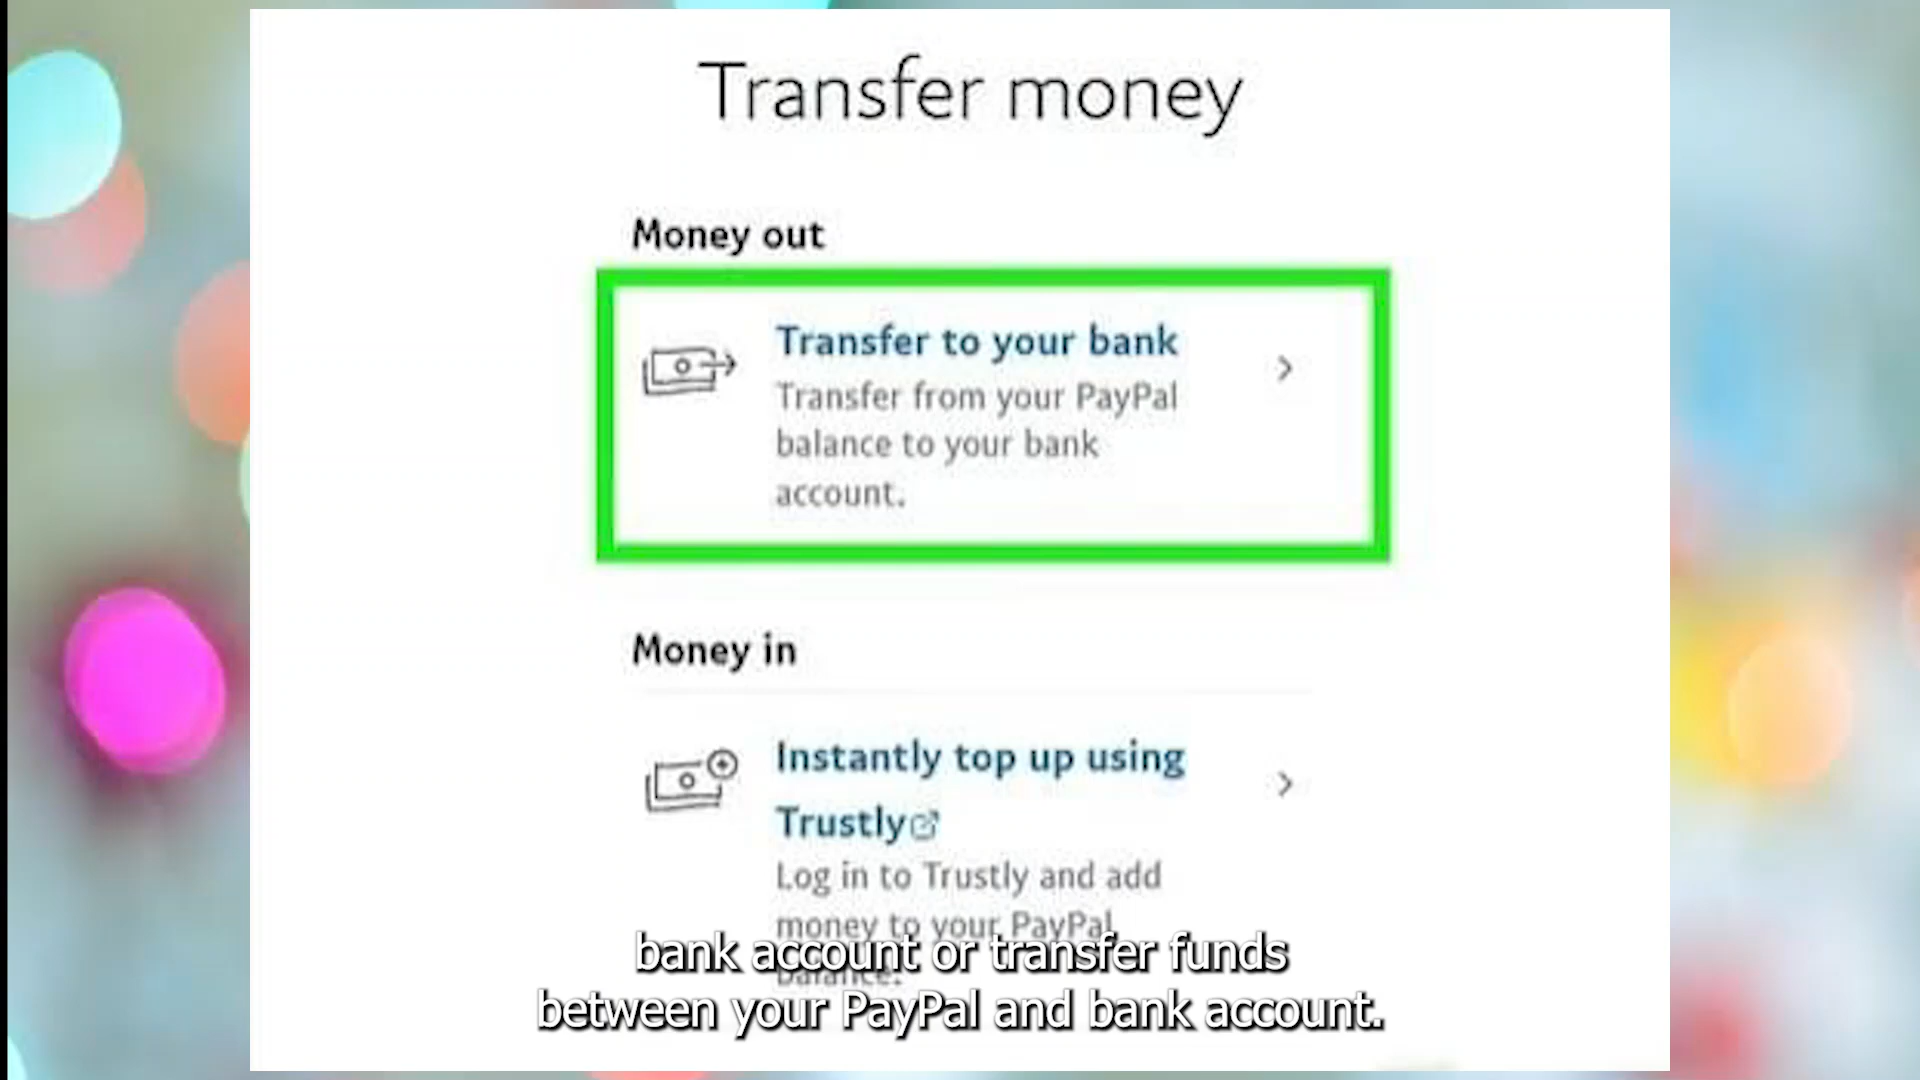 Transfer money
Money out
Transfer to your bank
Transfer from your PayPal
balance to your bank
account.
Money in
Instantly top up using
Trustly
Log in to Trustly and add
money to your PayPal
balance.
bank account or transfer funds
between your PayPal and bank account.